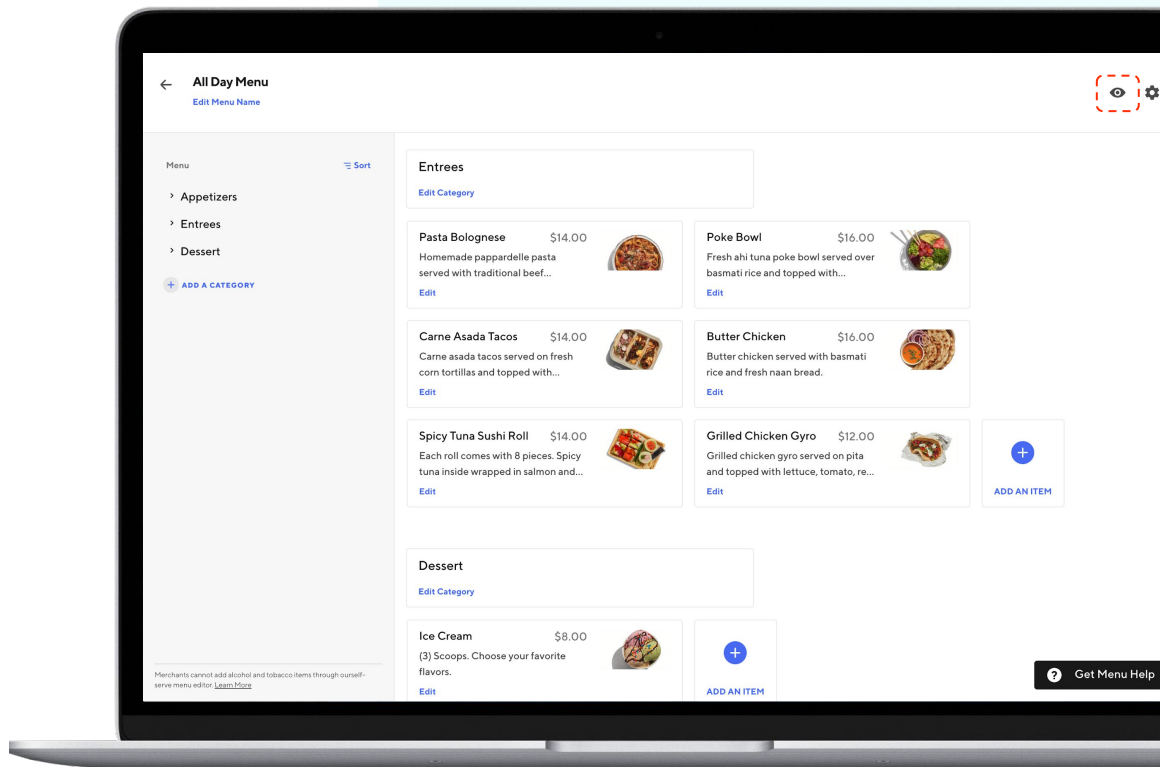 All Day Menu
Edit Menu Name
Menu
Sort
Appetizers
Entrees
Dessert
+ ADD A CATEGORY
Merchants cannot add alcohol and tobacco items through ourself-
serve menu editor. Learn More
Entrees
Edit Category
Pasta Bolognese $14.00
Homemade pappardelle pasta
served with traditional beef...
Edit
Poke Bowl $16.00
Fresh ahi tuna poke bowl served over
basmati rice and topped with...
Edit
Carne Asada Tacos $14.00
Carne asada tacos served on fresh
corn tortillas and topped with...
Edit
Butter Chicken $16.00
Butter chicken served with basmati
rice and fresh naan bread.
Edit
Spicy Tuna Sushi Roll $14.00
Each roll comes with 8 pieces. Spicy
tuna inside wrapped in salmon and...
Edit
Grilled Chicken Gyro $12.00
Grilled chicken gyro served on pita
and topped with lettuce, tomato, re...
Edit
ADD AN ITEM
Dessert
Edit Category
Ice Cream $8.00
(3) Scoops. Choose your favorite
flavors.
Edit
ADD AN ITEM
? Get Menu Help